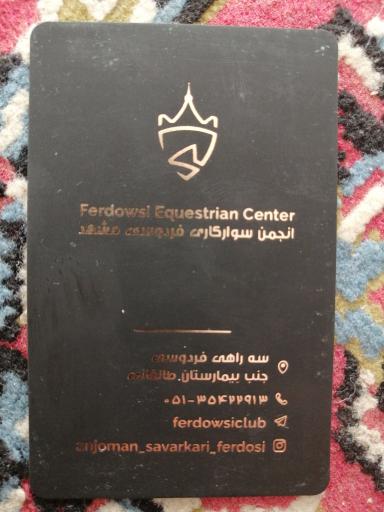 Ferdowsi Equestrian Center
انجمن سوارکاری فردوسی مشهد
سه راهی فردوسی
جنب بیمارستان طالقانی
۰۵۱-۳۵۴۲۲۹۱۳
ferdowsiclub
anjoman_savarkari_ferdosi